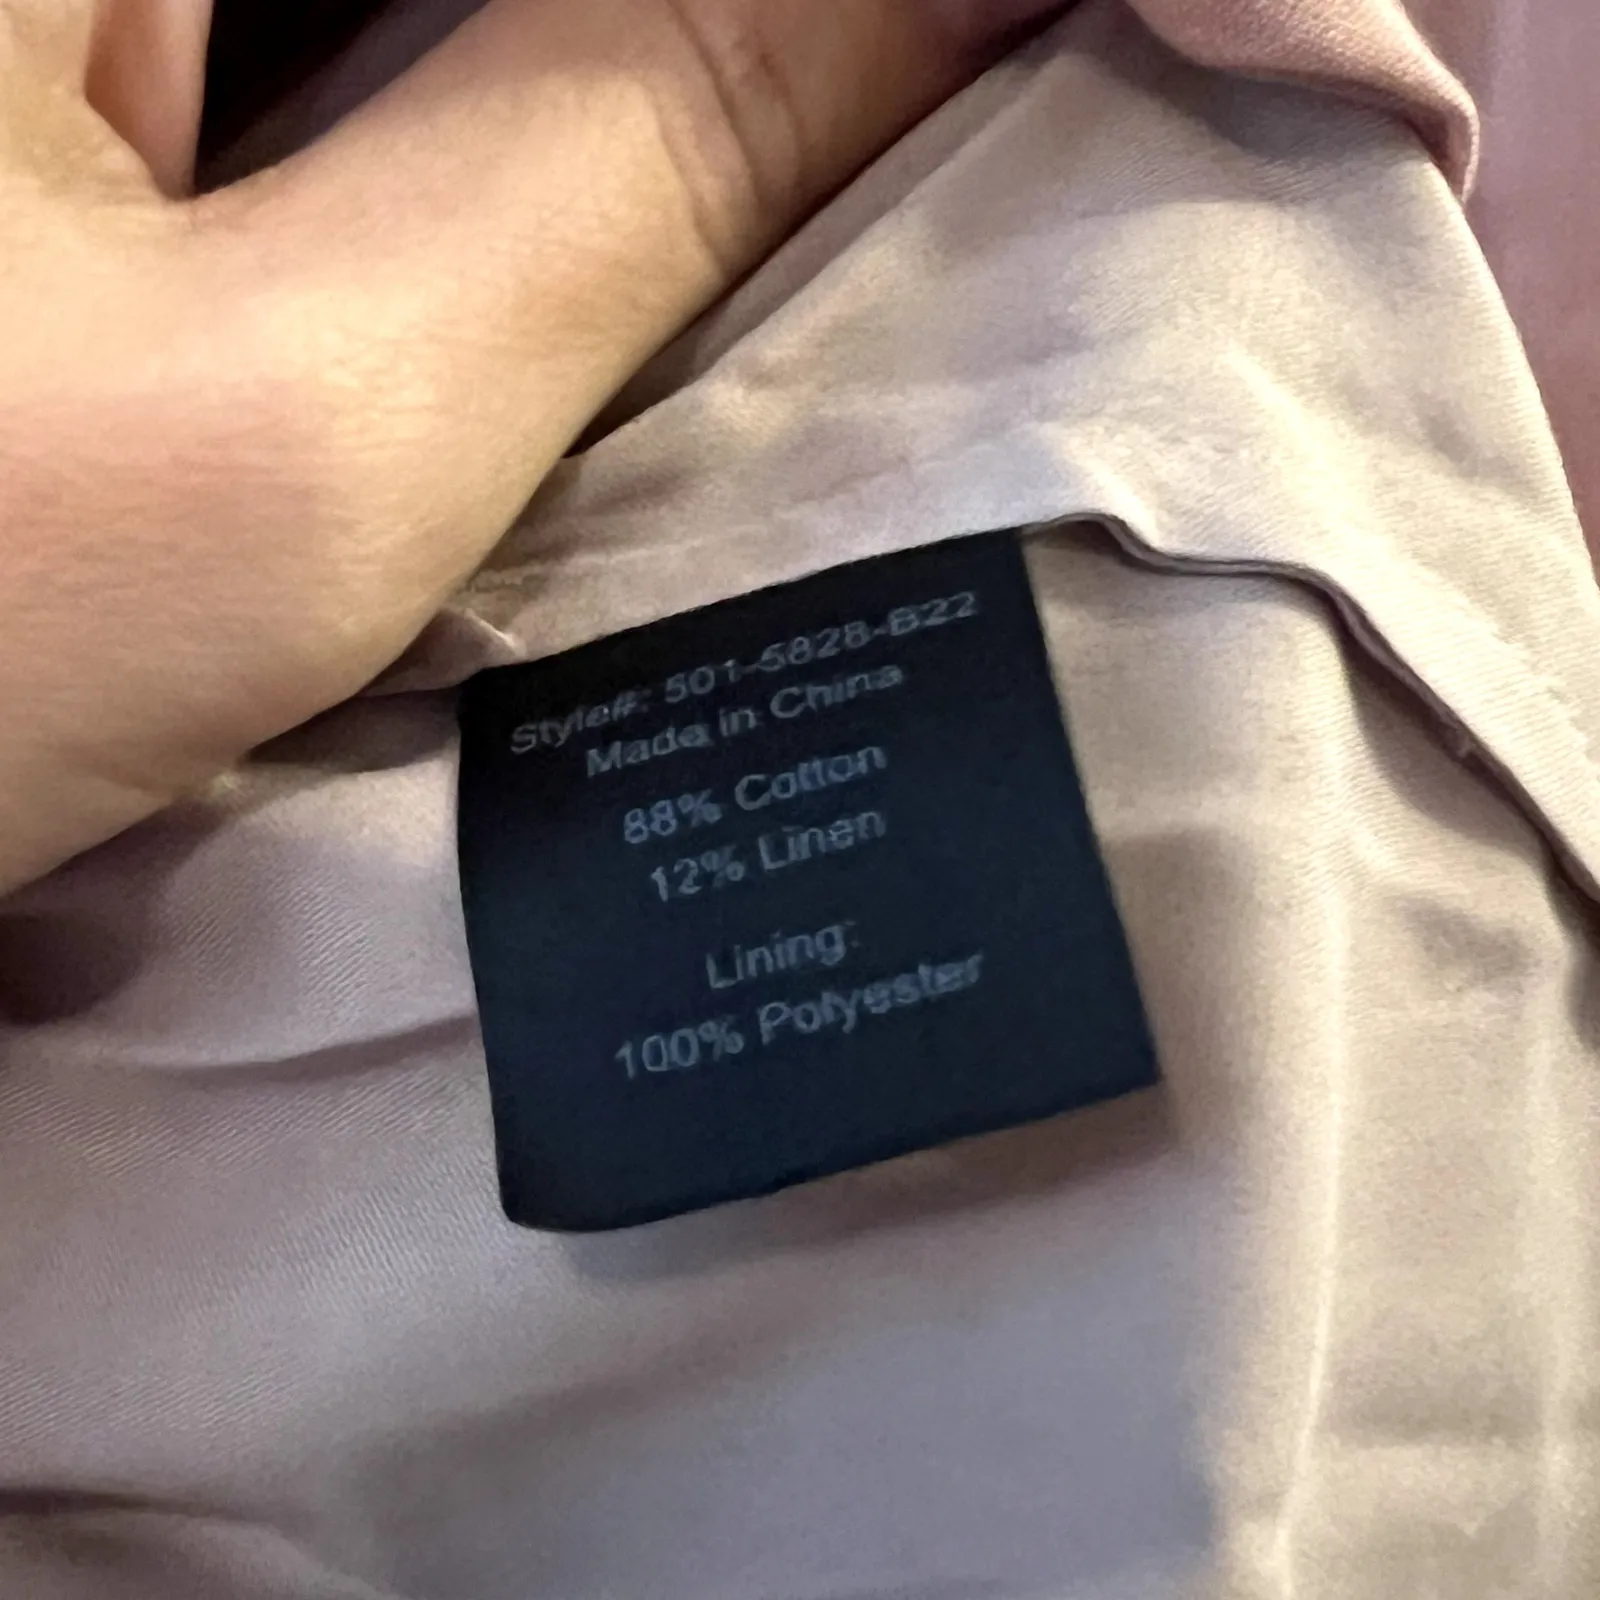 Style#: 501-5828-B22
Made in China
88% Cotton
12% Linen
Lining:
100% Polyester